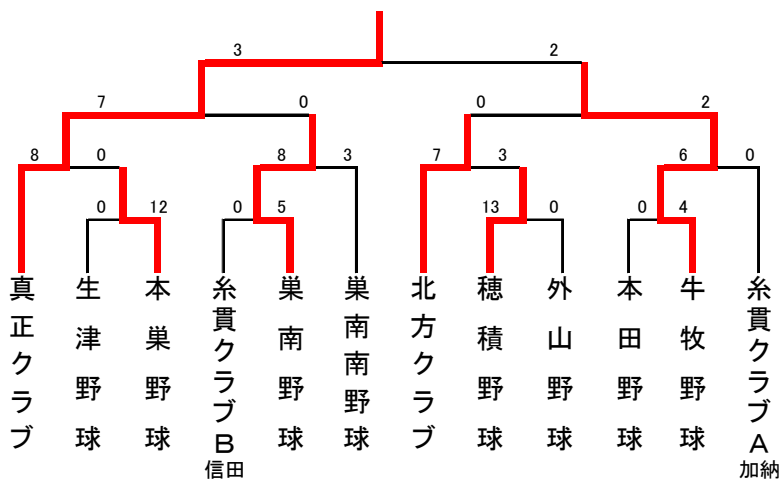 3 2
7 0 0 2
8 0 8 3 7 3 6 0
0 12 0 5 13 0 0 4
真正クラブ
生津野球
本巣野球
糸貫クラブB
信田
巣南野球
巣南南野球
北方クラブ
穂積野球
外山野球
本田野球
牛牧野球
糸貫クラブA
加納